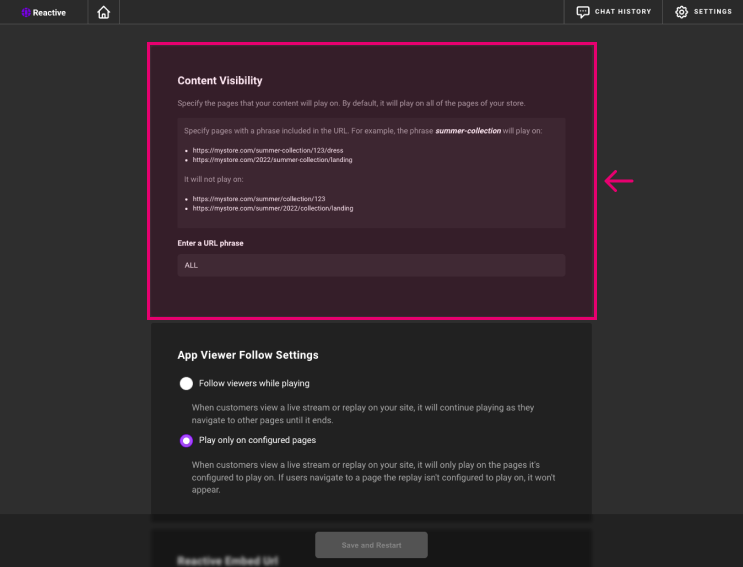 Reactive
CHAT HISTORY
SETTINGS
Content Visibility
Specify the pages that your content will play on. By default, it will play on all of the pages of your store.
Specify pages with a phrase included in the URL. For example, the phrase summer-collection will play on:
https://mystore.com/summer-collection/123/dress
https://mystore.com/2022/summer-collection/landing
It will not play on:
https://mystore.com/summer/collection/123
https://mystore.com/summer/2022/collection/landing
Enter a URL phrase
ALL
App Viewer Follow Settings
Follow viewers while playing
When customers view a live stream or replay on your site, it will continue playing as they
navigate to other pages until it ends.
Play only on configured pages
When customers view a live stream or replay on your site, it will only play on the pages it's
configured to play on. If users navigate to a page the replay isn't configured to play on, it won't
appear.
Save and Restart
Reactive Embed Url